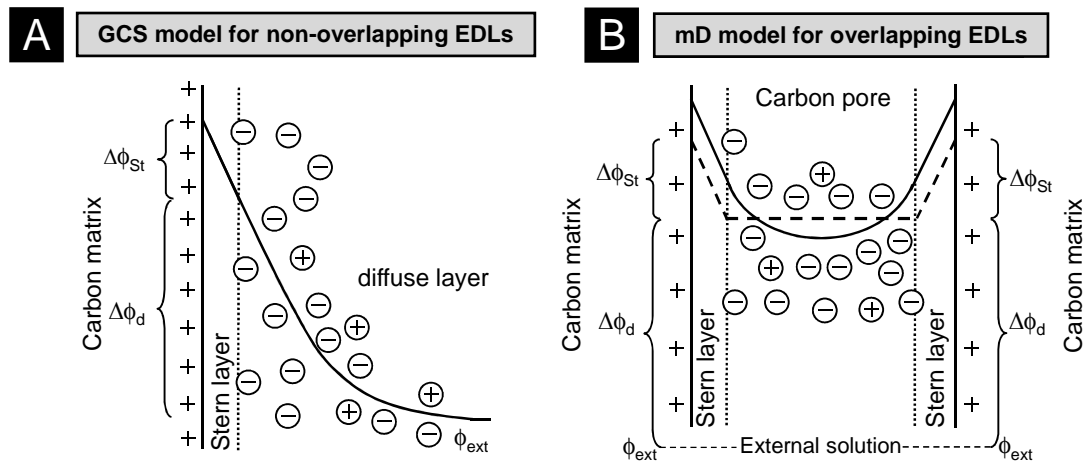 A
GCS model for non-overlapping EDLs
Carbon matrix
Δϕ_St
Δϕ_d
Stern layer
diffuse layer
ϕ_ext
B
mD model for overlapping EDLs
Carbon pore
Carbon matrix
Δϕ_St
Δϕ_d
Stern layer
Stern layer
Δϕ_St
Δϕ_d
Carbon matrix
ϕ_ext
External solution
ϕ_ext